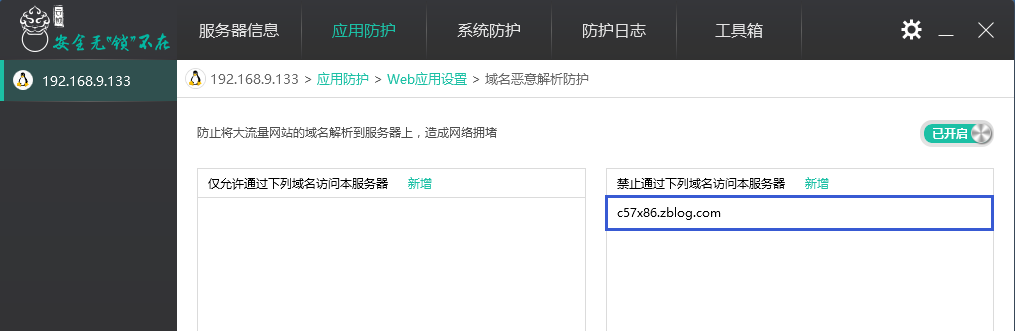 云锁
安全无"锁"不在
服务器信息
应用防护
系统防护
防护日志
工具箱
192.168.9.133
192.168.9.133 > 应用防护 > Web应用设置 > 域名恶意解析防护
防止将大流量网站的域名解析到服务器上，造成网络拥堵
已开启
仅允许通过下列域名访问本服务器 新增
禁止通过下列域名访问本服务器 新增
c57x86.zblog.com